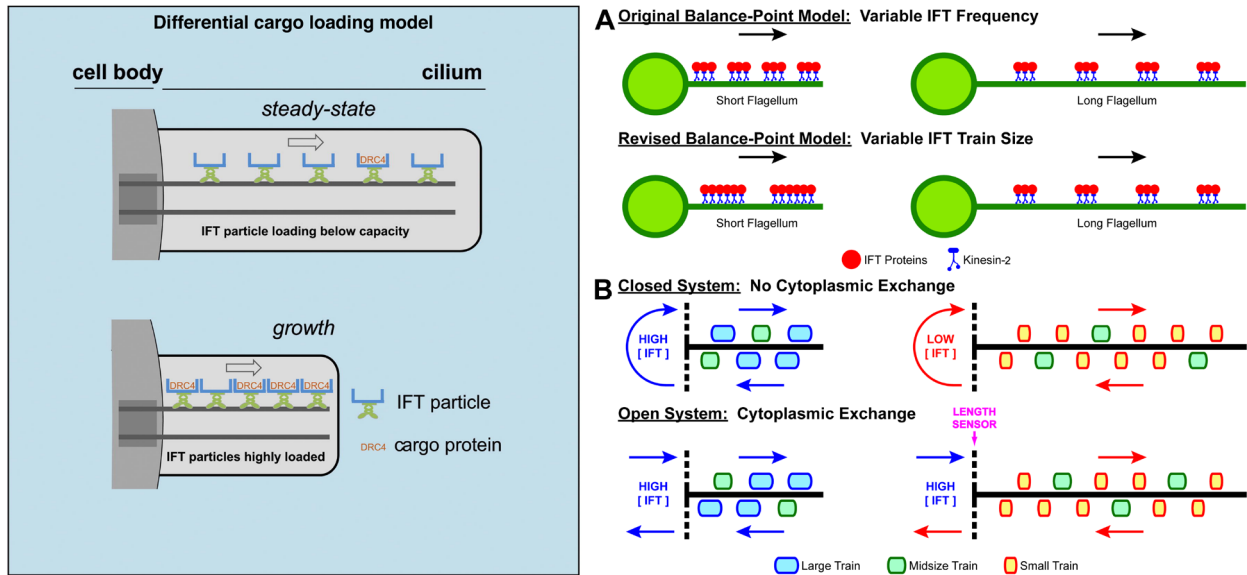 Differential cargo loading model
cell body
cilium
steady-state
DRC4
IFT particle loading below capacity
growth
DRC4 DRC4 DRC4 DRC4
IFT particles highly loaded
IFT particle
DRC4 cargo protein
A Original Balance-Point Model: Variable IFT Frequency
Short Flagellum
Long Flagellum
Revised Balance-Point Model: Variable IFT Train Size
Short Flagellum
Long Flagellum
IFT Proteins
Kinesin-2
B Closed System: No Cytoplasmic Exchange
HIGH
[ IFT ]
LOW
[ IFT ]
Open System: Cytoplasmic Exchange
LENGTH
SENSOR
HIGH
[ IFT ]
HIGH
[ IFT ]
Large Train
Midsize Train
Small Train